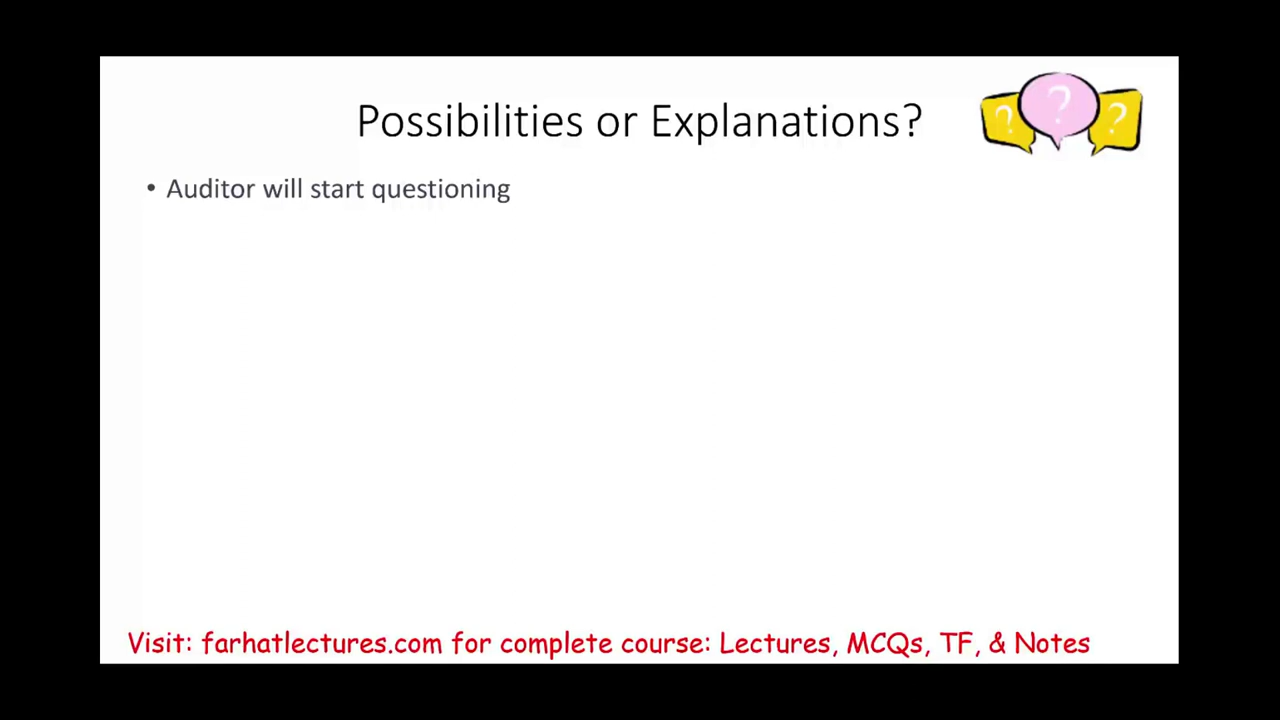 Possibilities or Explanations?
? ? ?
• Auditor will start questioning
Visit: farhatlectures.com for complete course: Lectures, MCQs, TF, & Notes